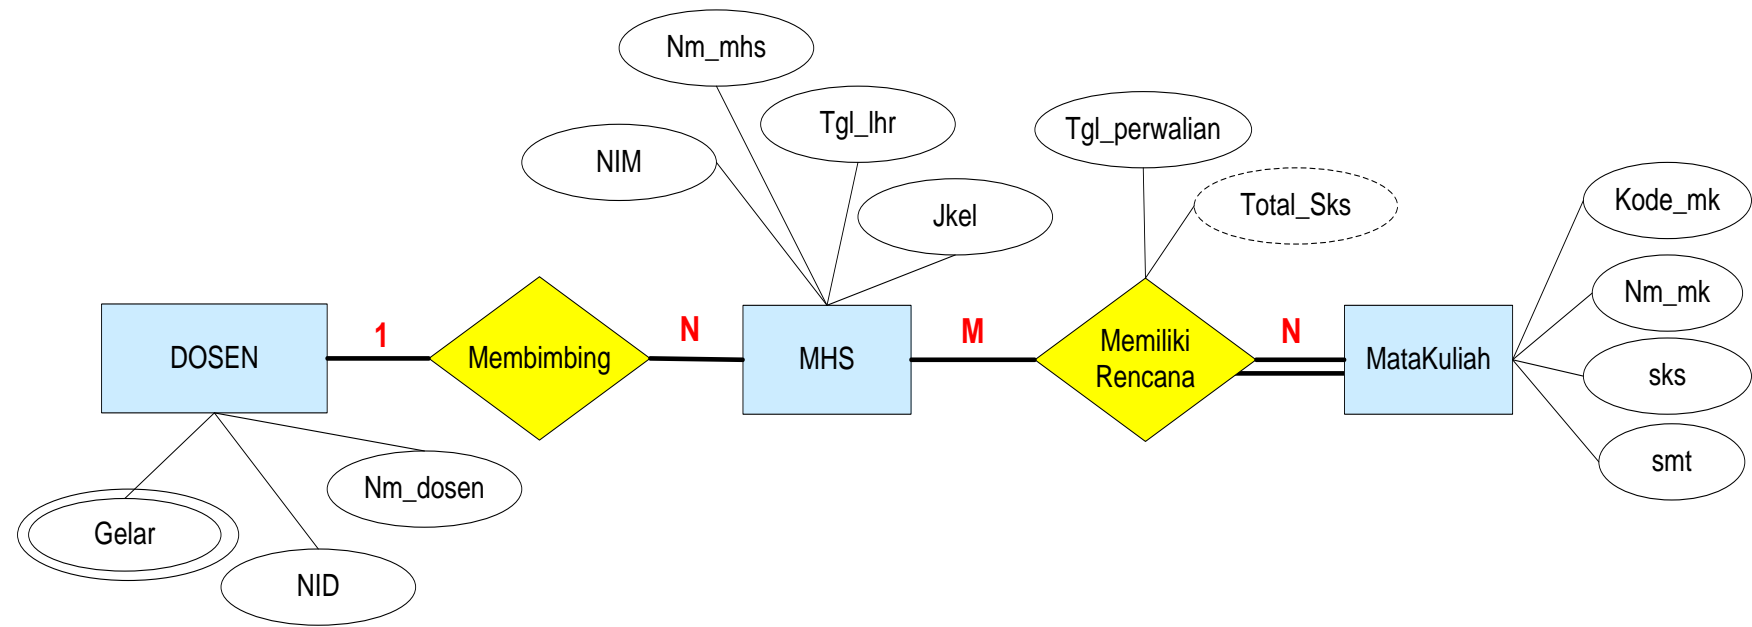 Nm_mhs
Tgl_lhr
Tgl_perwalian
NIM
Total_Sks
Kode_mk
Jkel
Nm_mk
DOSEN
1
Membimbing
N
MHS
M
Memiliki
Rencana
N
MataKuliah
sks
smt
Nm_dosen
Gelar
NID